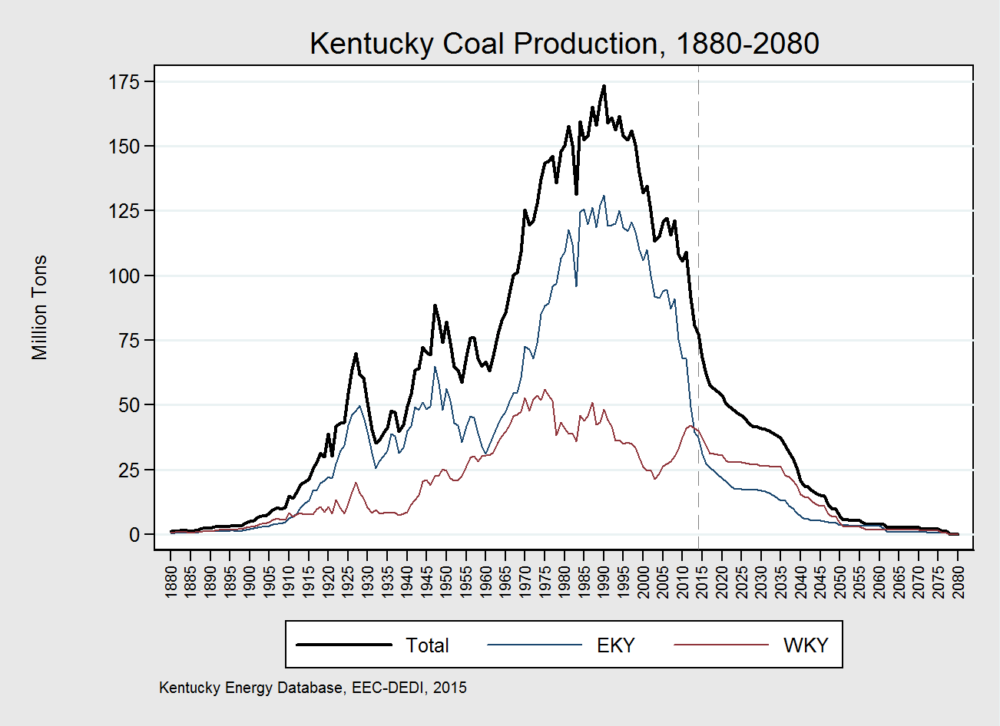 Kentucky Coal Production, 1880-2080
Million Tons
175
150
125
100
75
50
25
0
1880 1885 1890 1895 1900 1905 1910 1915 1920 1925 1930 1935 1940 1945 1950 1955 1960 1965 1970 1975 1980 1985 1990 1995 2000 2005 2010 2015 2020 2025 2030 2035 2040 2045 2050 2055 2060 2065 2070 2075 2080
Total EKY WKY
Kentucky Energy Database, EEC-DEDI, 2015